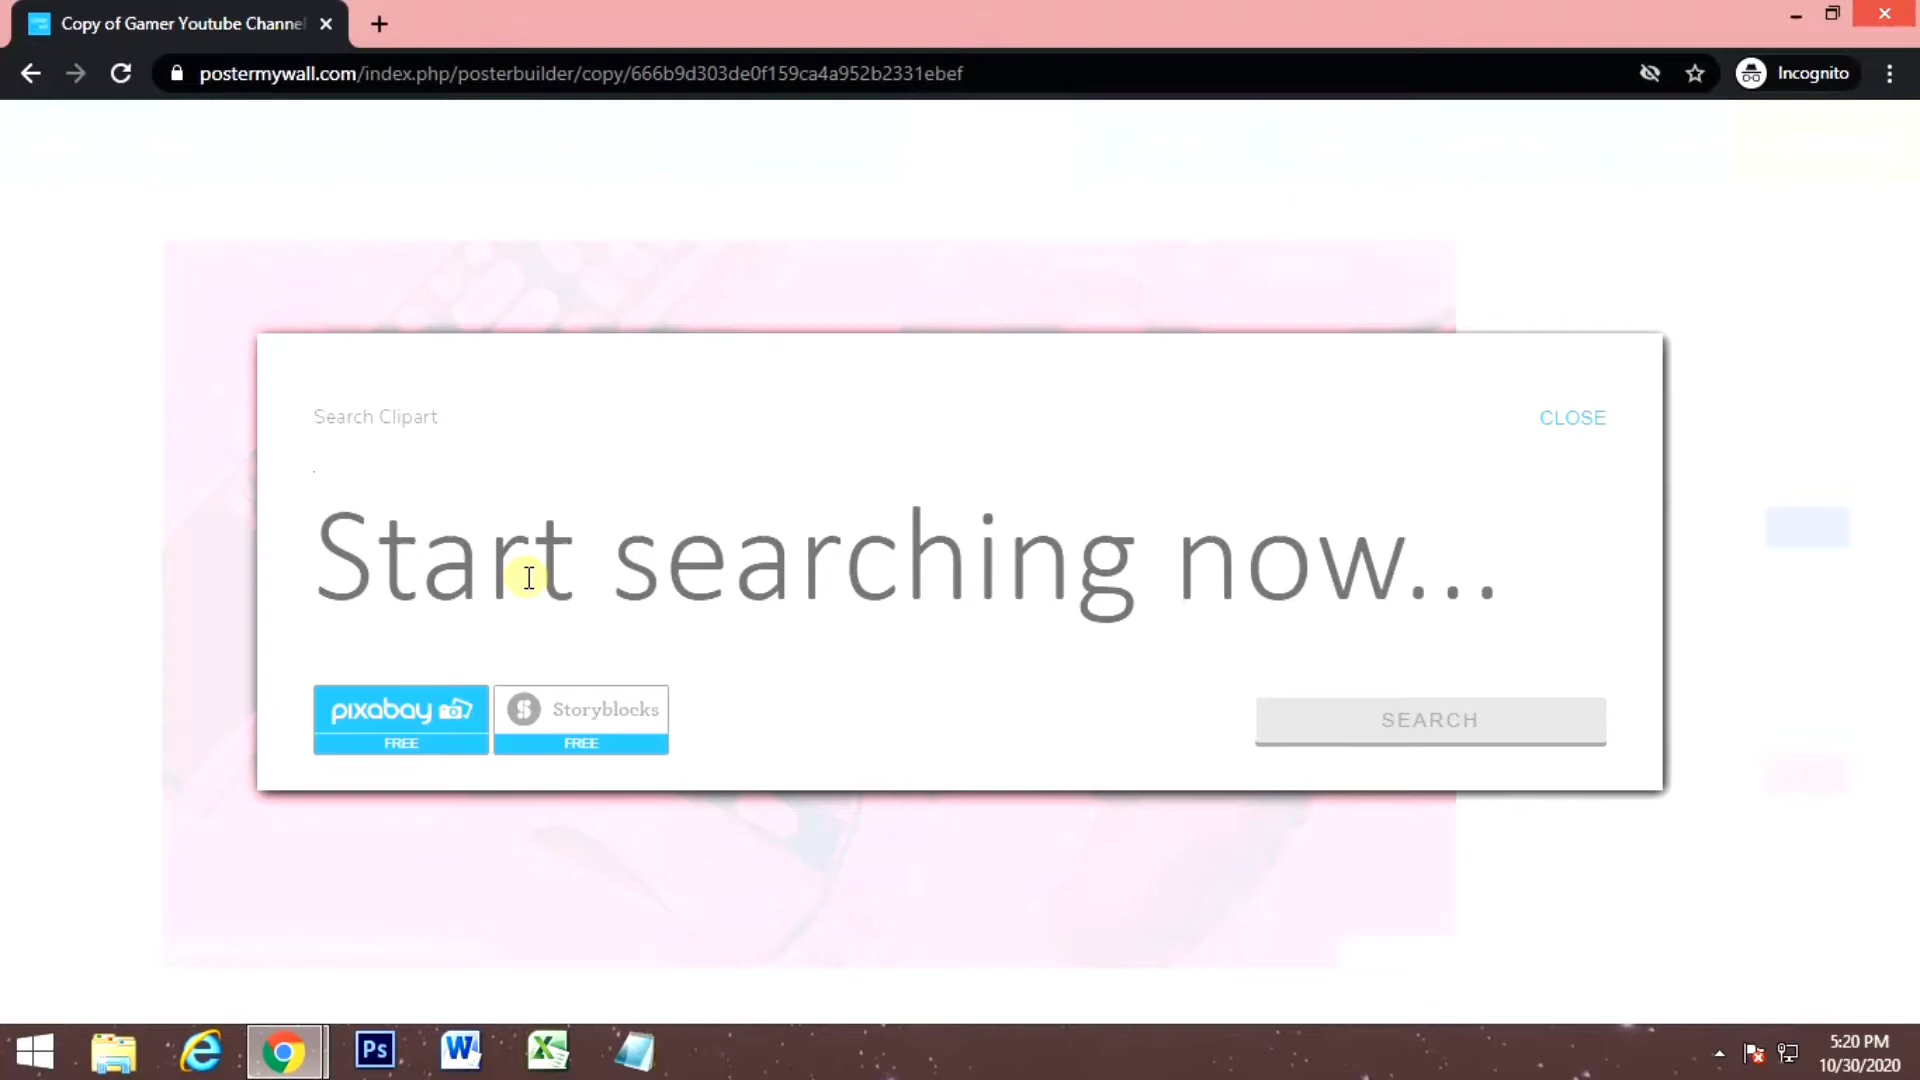 Copy of Gamer Youtube Channe
postermywall.com/index.php/posterbuilder/copy/666b9d303de0f159ca4a952b2331ebef
Incognito
Search Clipart
CLOSE
Start searching now...
pixabay
FREE
$ Storyblocks
FREE
SEARCH
Ps
5:20 PM
10/30/2020